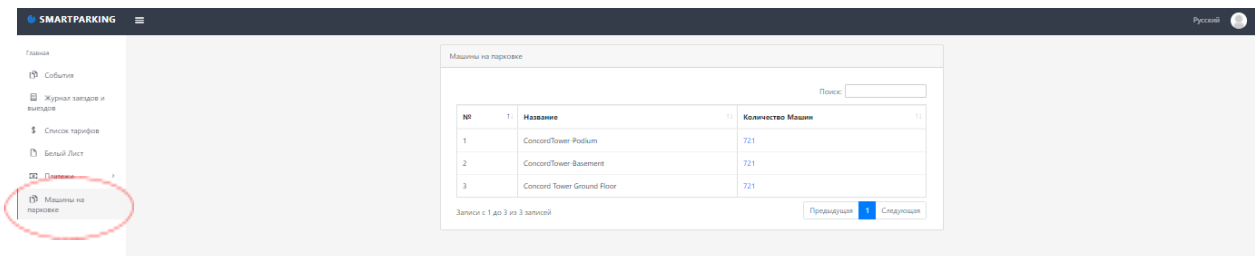 SMARTPARKING
Русский
Главная
События
Журнал заездов и
выездов
$ Список тарифов
Белый Лист
Платежи
Машины на
парковке
Машины на парковке
Поиск:
№ Название Количество Машин
1 ConcordTower-Podium 721
2 ConcordTower-Basement 721
3 Concord Tower Ground Floor 721
Записи с 1 до 3 из 3 записей
Предыдущая 1 Следующая